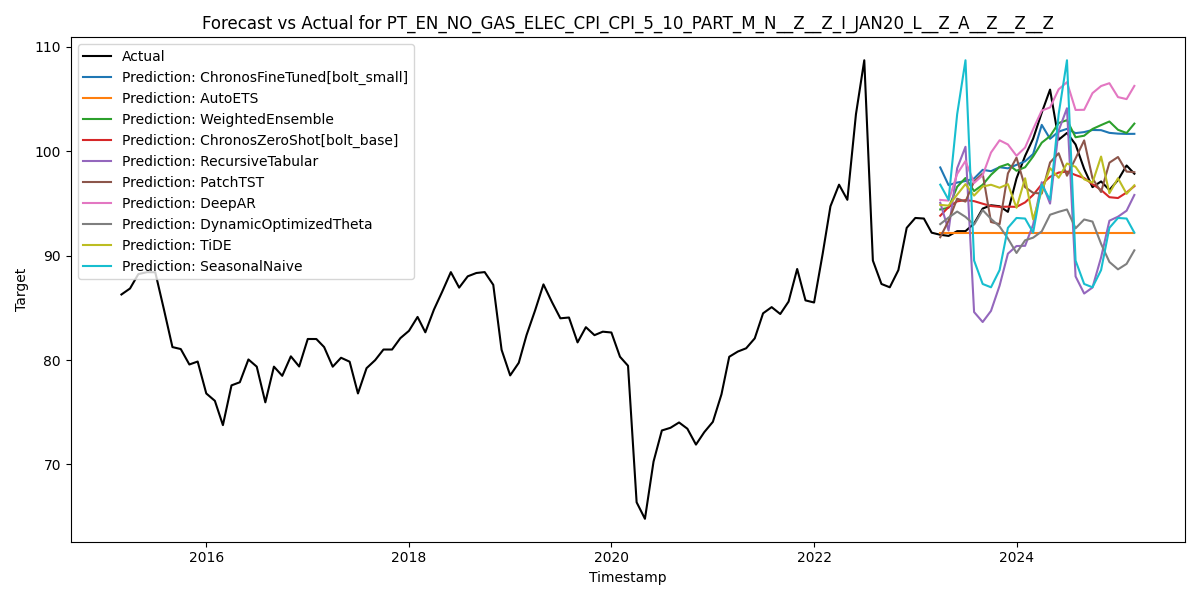 Forecast vs Actual for PT_EN_NO_GAS_ELEC_CPI_CPI_5_10_PART_M_N__Z__Z_I_JAN20_L__Z_A__Z__Z__Z
110
100
90
80
70
Target
Actual
Prediction: ChronosFineTuned[bolt_small]
Prediction: AutoETS
Prediction: WeightedEnsemble
Prediction: ChronosZeroShot[bolt_base]
Prediction: RecursiveTabular
Prediction: PatchTST
Prediction: DeepAR
Prediction: DynamicOptimizedTheta
Prediction: TiDE
Prediction: SeasonalNaive
2016
2018
2020
2022
2024
Timestamp